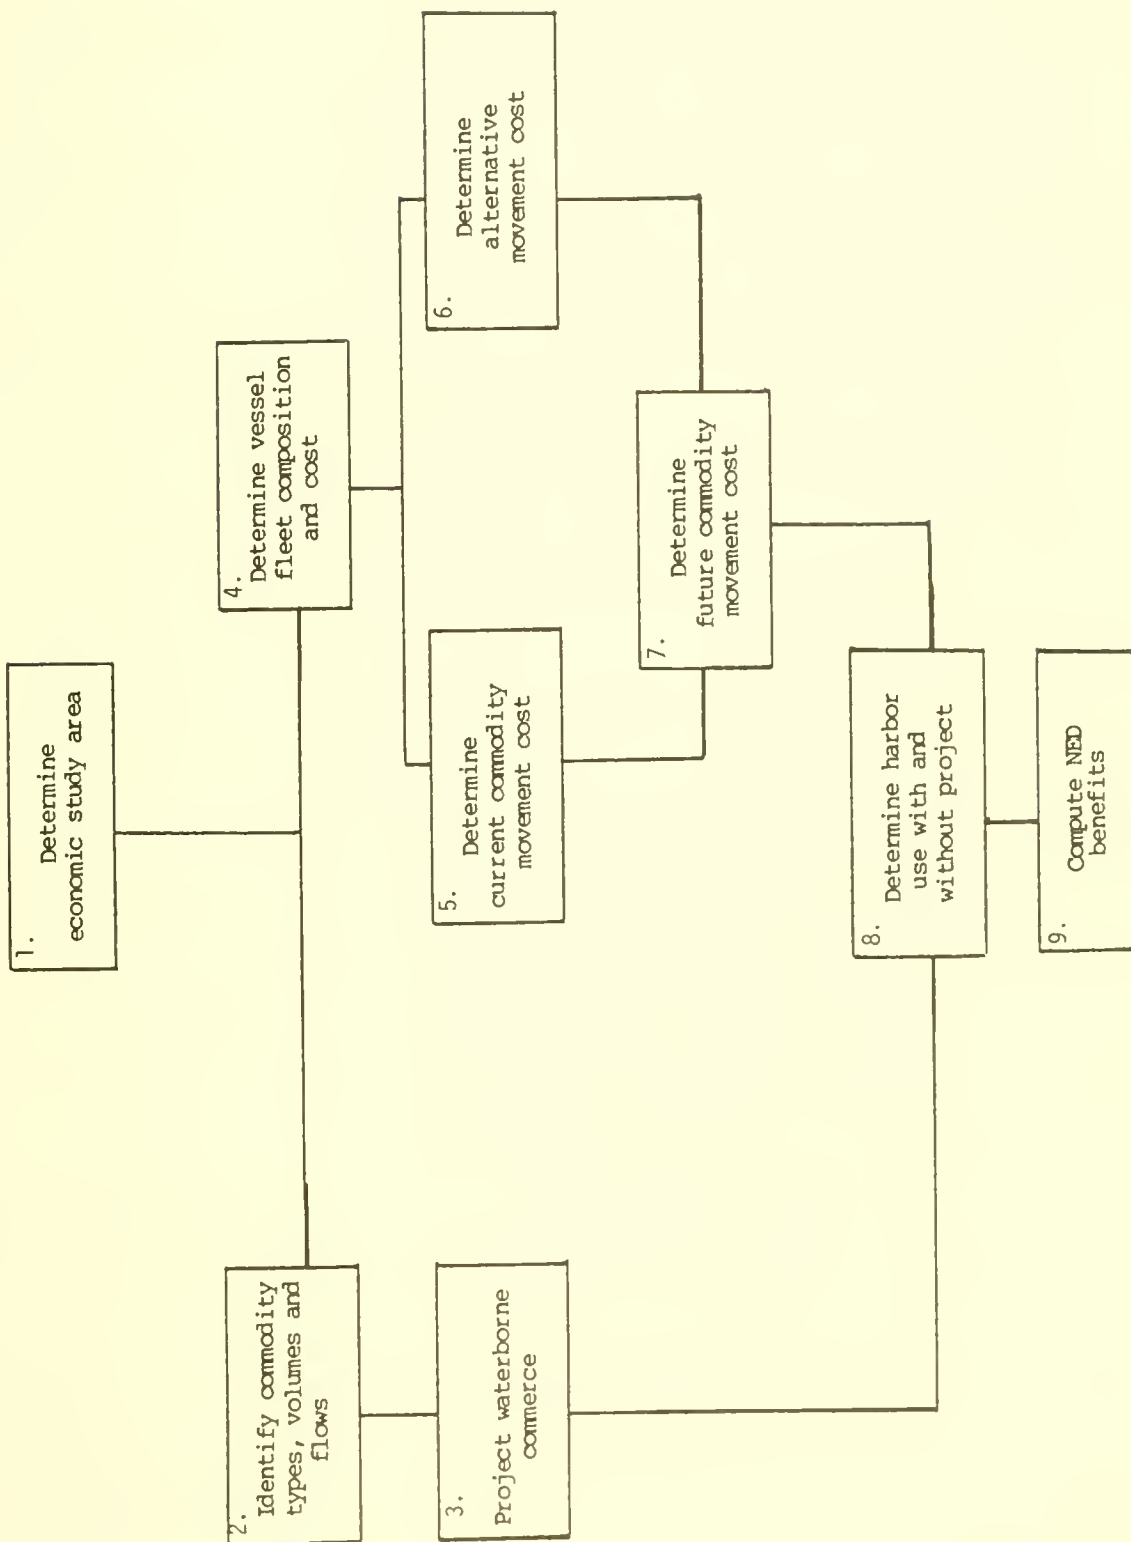 1.
Determine
economic study area
2.
Identify commodity
types, volumes and
flows
3.
Project waterborne
commerce
4.
Determine vessel
fleet composition
and cost
5.
Determine
current commodity
movement cost
6.
Determine
alternative
movement cost
7.
Determine
future commodity
movement cost
8.
Determine harbor
use with and
without project
9.
Compute NED
benefits